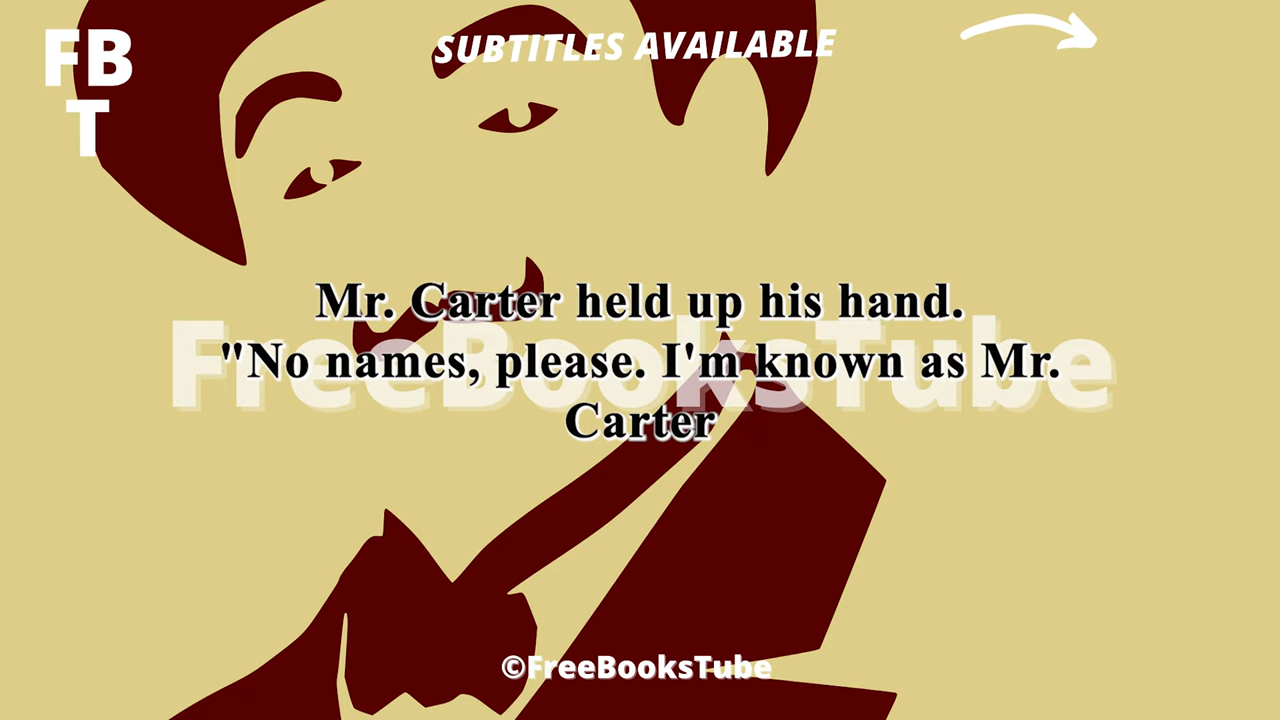 FB
T
SUBTITLES AVAILABLE
Mr. Carter held up his hand.
"No names, please. I'm known as Mr.
Carter
FreeBooksTube
©FreeBooksTube